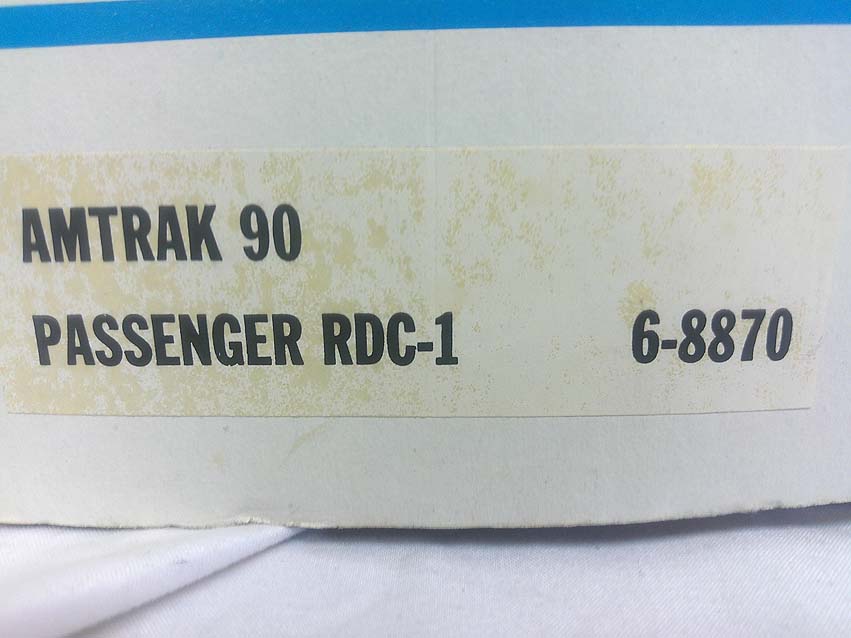 AMTRAK 90
PASSENGER RDC-1 6-8870